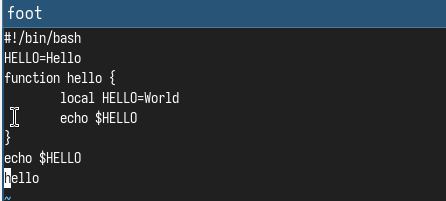 foot
#!/bin/bash
HELLO=Hello
function hello {
        local HELLO=World
        echo $HELLO
}
echo $HELLO
hello
~